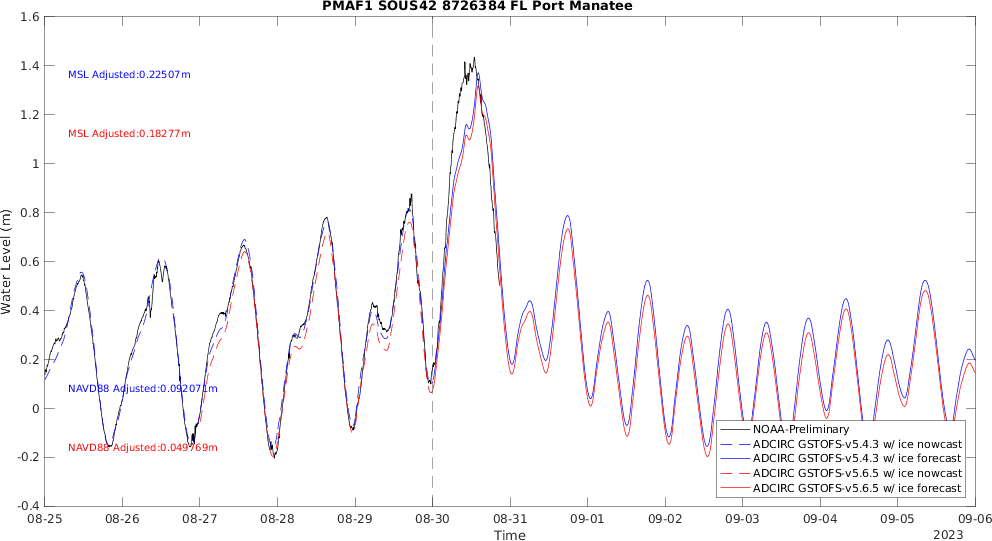 PMAF1 SOUS42 8726384 FL Port Manatee
1.6
1.4
1.2
1
0.8
0.6
0.4
0.2
0
-0.2
-0.4
Water Level (m)
MSL Adjusted:0.22507m
MSL Adjusted:0.18277m
NAVD88 Adjusted:0.092071m
NAVD88 Adjusted:0.049769m
NOAA-Preliminary
ADCIRC GSTOFS-v5.4.3 w/ ice nowcast
ADCIRC GSTOFS-v5.4.3 w/ ice forecast
ADCIRC GSTOFS-v5.6.5 w/ ice nowcast
ADCIRC GSTOFS-v5.6.5 w/ ice forecast
08-25 08-26 08-27 08-28 08-29 08-30 08-31 09-01 09-02 09-03 09-04 09-05 09-06
Time
2023